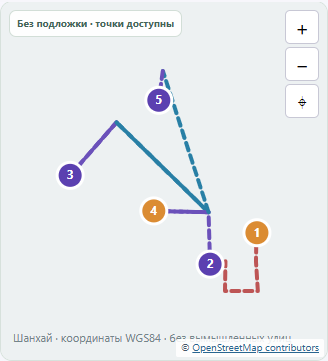 Без подложки · точки доступны
+
−
⌖
5
3
4
1
2
Шанхай · координаты WGS84 · без вымышленных улиц
© OpenStreetMap contributors